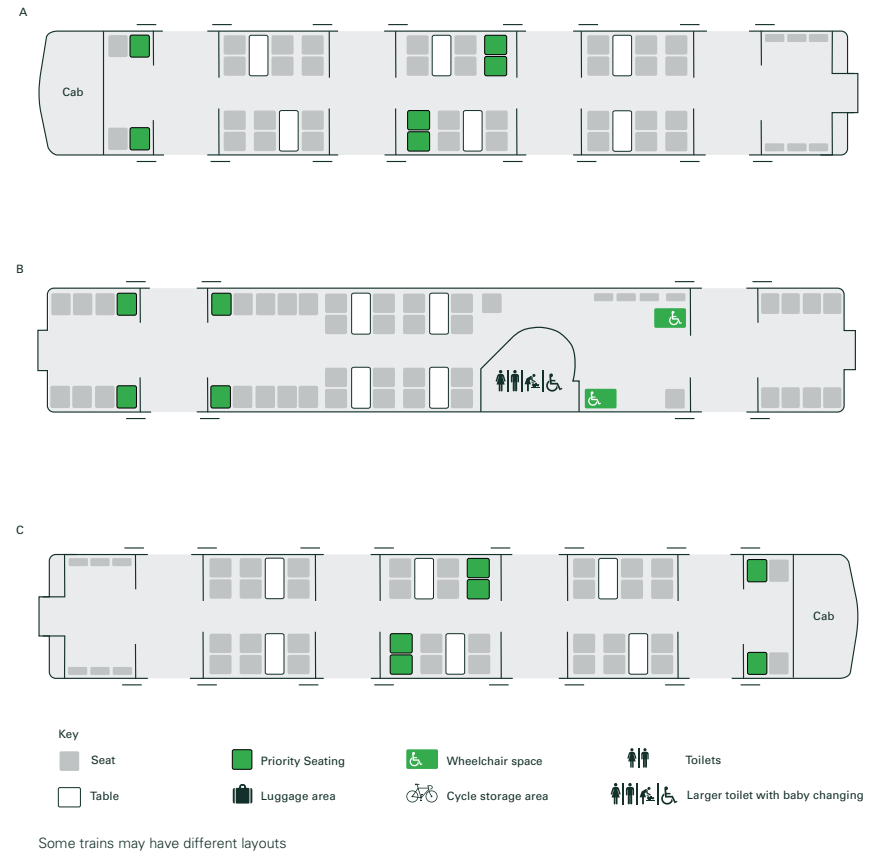 A
Cab
B
C
Cab
Key
Seat
Priority Seating
Wheelchair space
Toilets
Table
Luggage area
Cycle storage area
Larger toilet with baby changing
Some trains may have different layouts